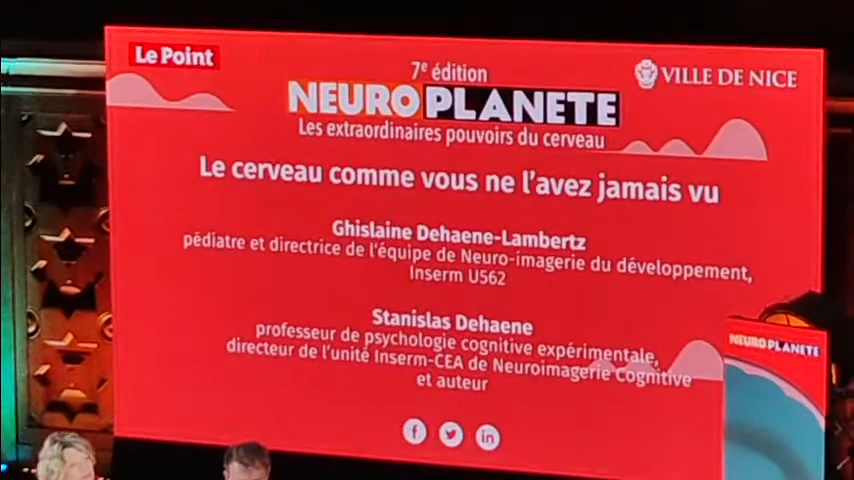 Le Point
7e édition
VILLE DE NICE
NEUROPLANETE
Les extraordinaires pouvoirs du cerveau
Le cerveau comme vous ne l'avez jamais vu
Ghislaine Dehaene-Lambertz
pédiatre et directrice de l'équipe de Neuro-imagerie du développement,
Inserm U562
Stanislas Dehaene
professeur de psychologie cognitive expérimentale,
directeur de l'unité Inserm-CEA de Neuroimagerie Cognitive
et auteur
f in
NEUROPLANETE